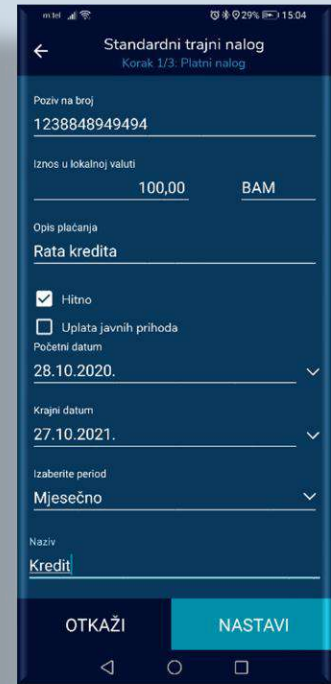 m:tel 29% 15:04
Standardni trajni nalog
Korak 1/3: Platni nalog
Poziv na broj
1238848949494
Iznos u lokalnoj valuti
100,00 BAM
Opis plaćanja
Rata kredita
Hitno
Uplata javnih prihoda
Početni datum
28.10.2020.
Krajni datum
27.10.2021.
Izaberite period
Mjesečno
Naziv
Kredit
OTKAŽI NASTAVI